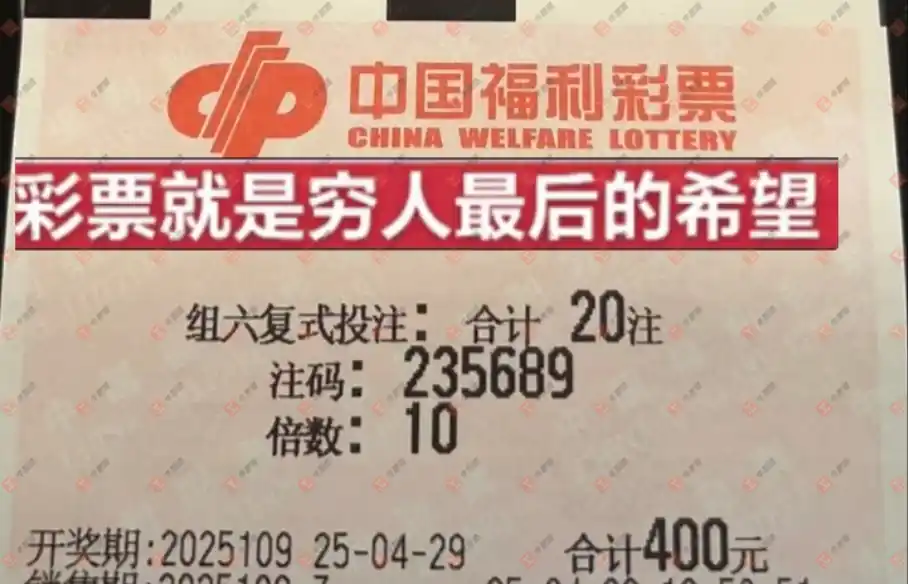 中国福利彩票
CHINA WELFARE LOTTERY
彩票就是穷人最后的希望
组六复式投注: 合计 20注
注码: 235689
倍数: 10
开奖期:2025109 25-04-29 合计400元